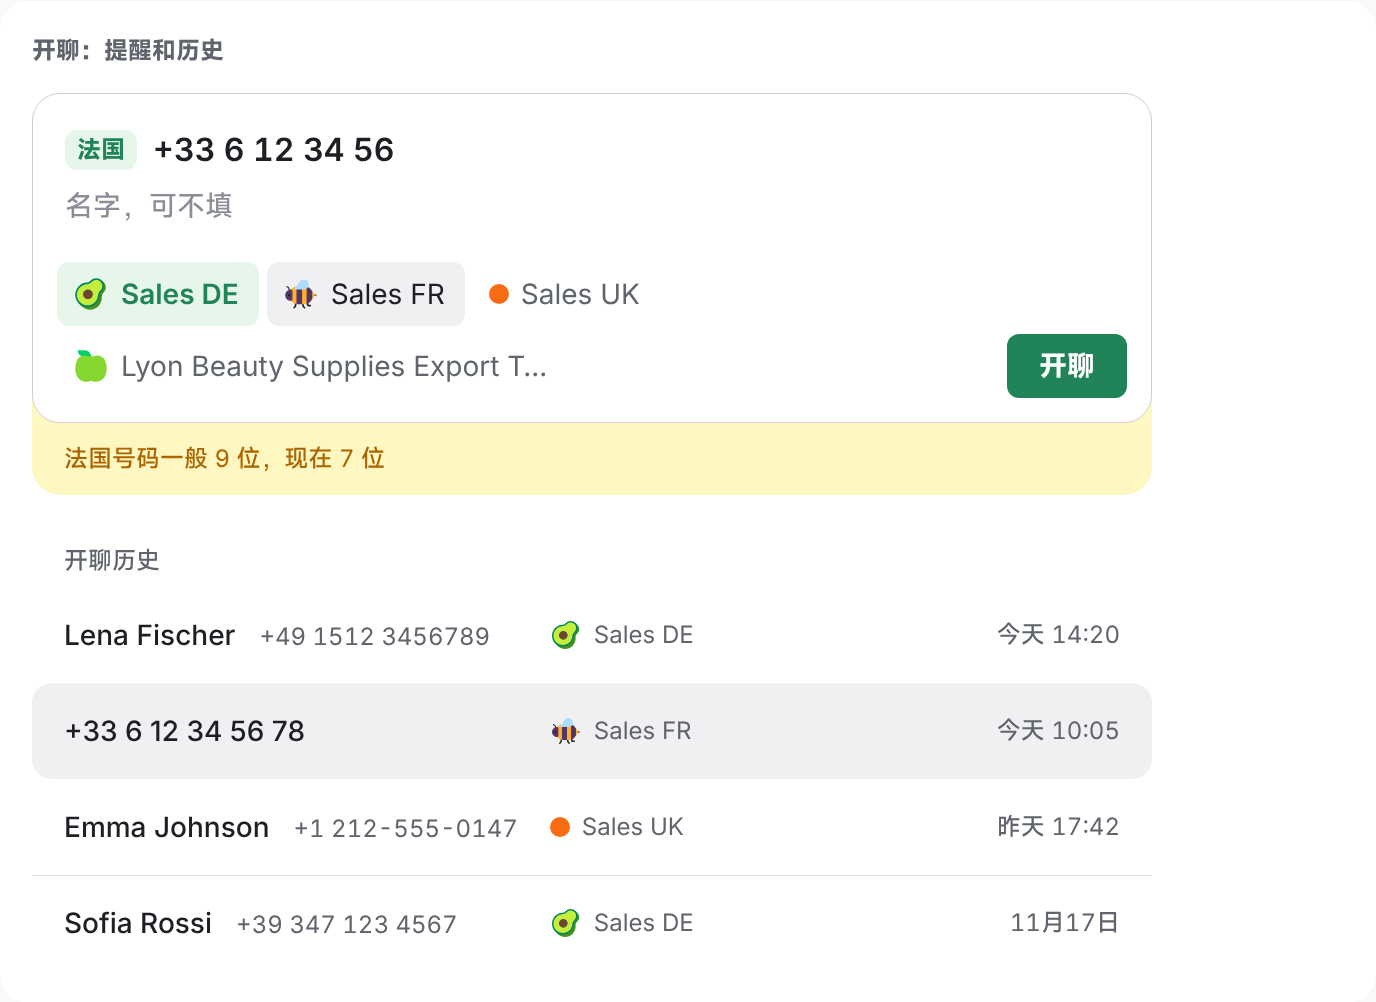 开聊：提醒和历史
法国 +33 6 12 34 56
名字，可不填
Sales DE Sales FR Sales UK
Lyon Beauty Supplies Export T... 开聊
法国号码一般 9 位，现在 7 位
开聊历史
Lena Fischer +49 1512 3456789 Sales DE 今天 14:20
+33 6 12 34 56 78 Sales FR 今天 10:05
Emma Johnson +1 212-555-0147 Sales UK 昨天 17:42
Sofia Rossi +39 347 123 4567 Sales DE 11月17日